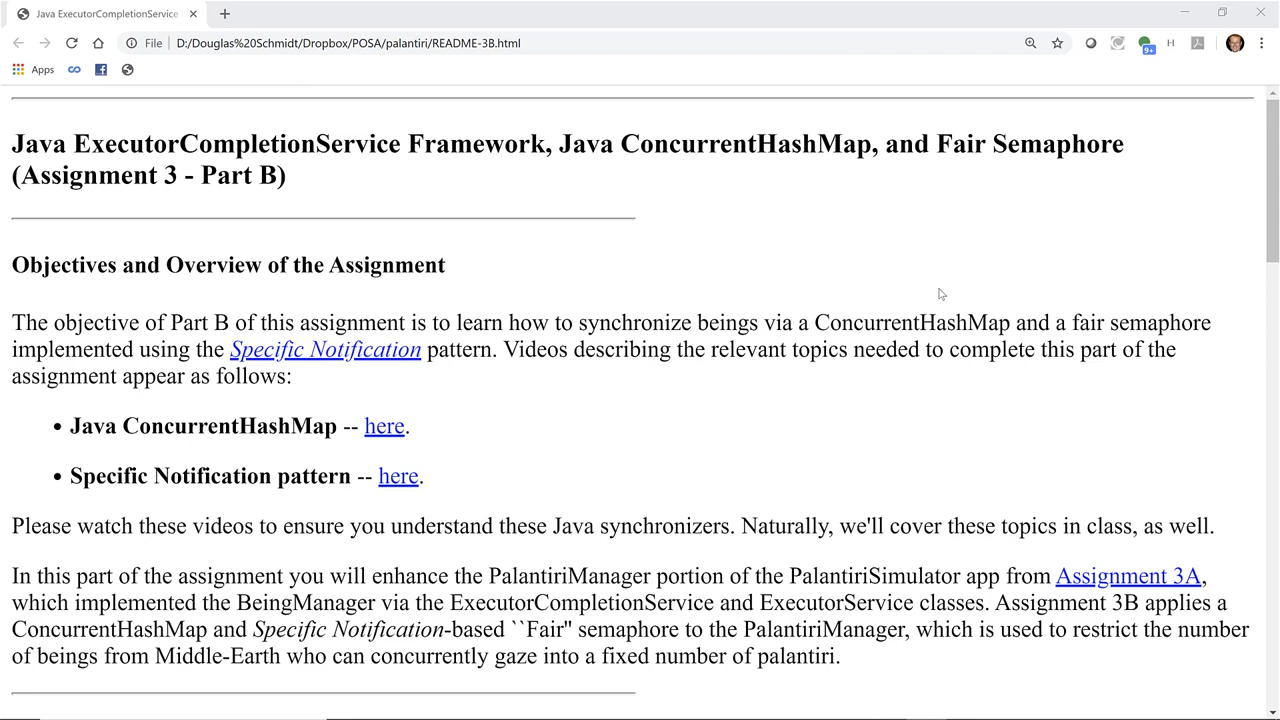 Java ExecutorCompletionService
File
D:/Douglas%20Schmidt/Dropbox/POSA/palantiri/README-3B.html
9+
H
Apps
Java ExecutorCompletionService Framework, Java ConcurrentHashMap, and Fair Semaphore
(Assignment 3 - Part B)
Objectives and Overview of the Assignment
The objective of Part B of this assignment is to learn how to synchronize beings via a ConcurrentHashMap and a fair semaphore
implemented using the Specific Notification pattern. Videos describing the relevant topics needed to complete this part of the
assignment appear as follows:
• Java ConcurrentHashMap -- here.
• Specific Notification pattern -- here.
Please watch these videos to ensure you understand these Java synchronizers. Naturally, we'll cover these topics in class, as well.
In this part of the assignment you will enhance the PalantiriManager portion of the PalantiriSimulator app from Assignment 3A,
which implemented the BeingManager via the ExecutorCompletionService and ExecutorService classes. Assignment 3B applies a
ConcurrentHashMap and Specific Notification-based ``Fair'' semaphore to the PalantiriManager, which is used to restrict the number
of beings from Middle-Earth who can concurrently gaze into a fixed number of palantiri.